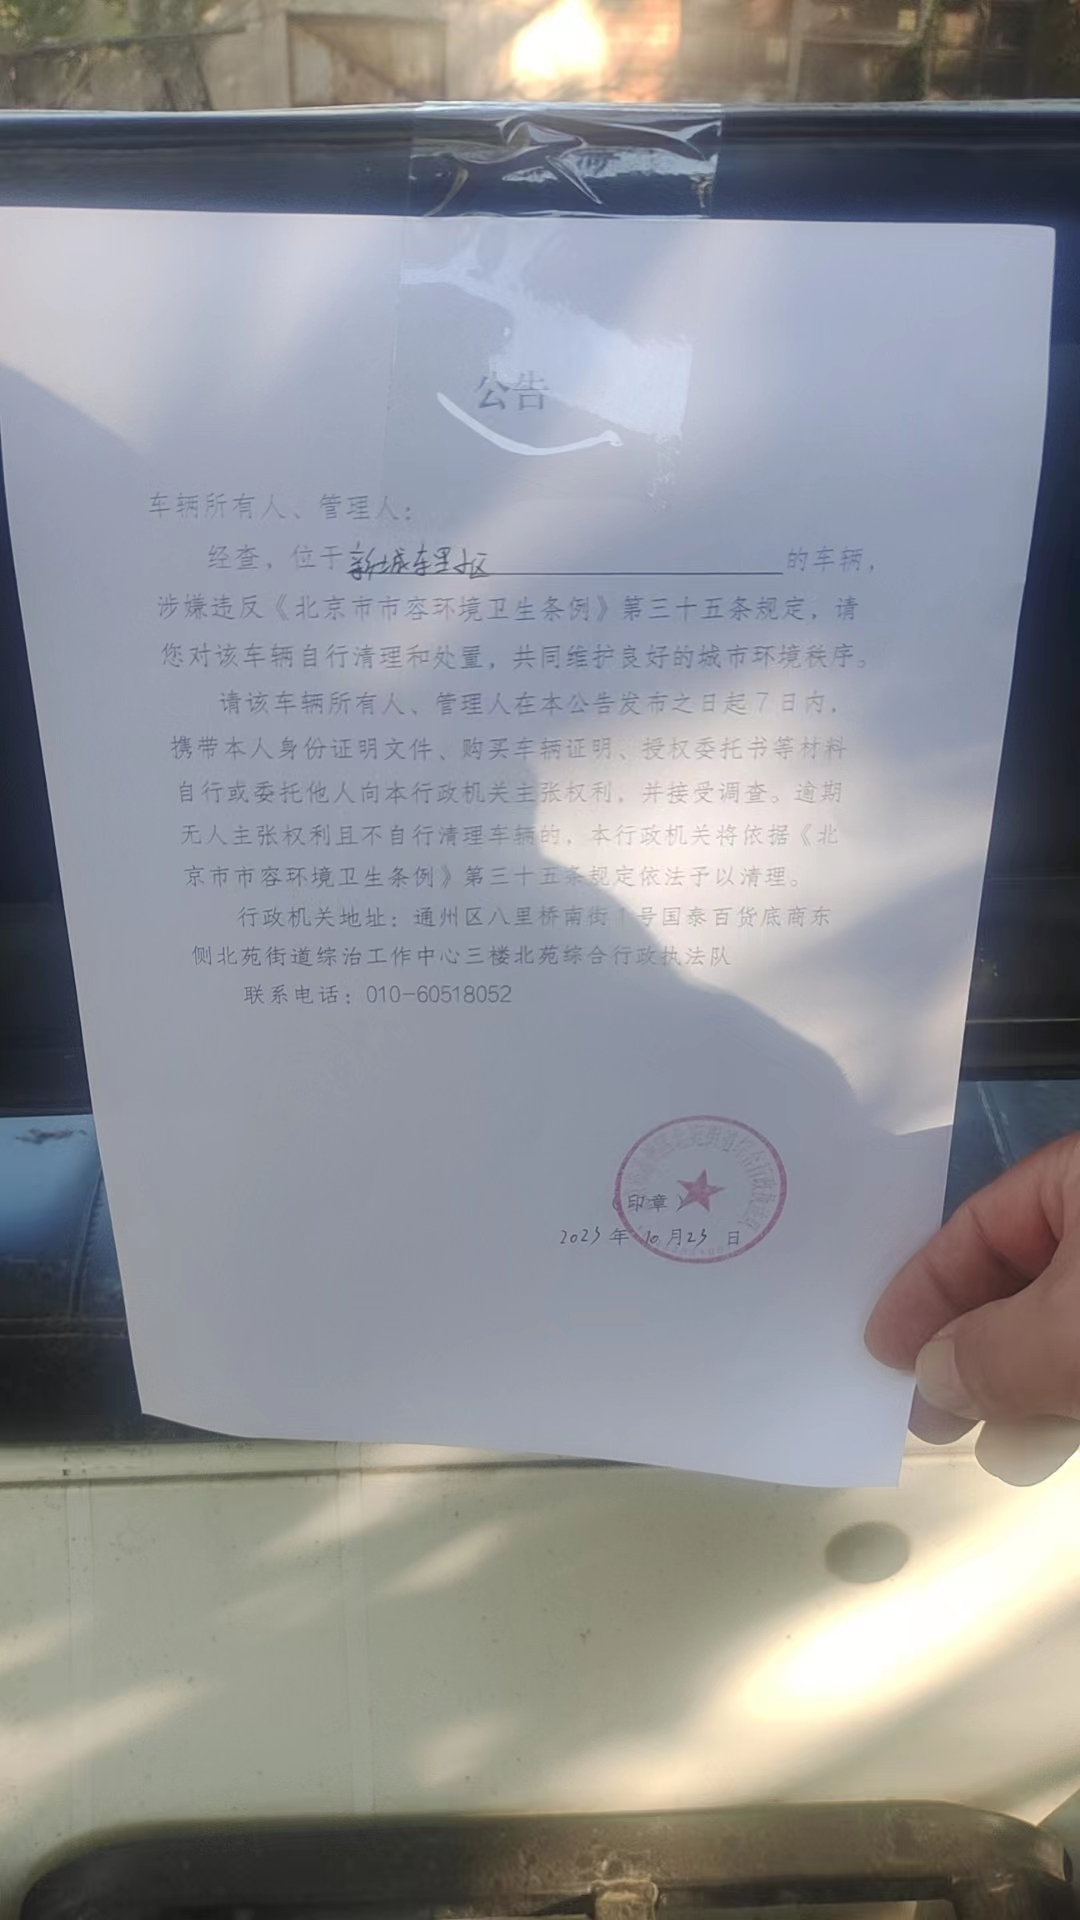 公告
车辆所有人、管理人：
经查，位于新城东里小区的车辆，
涉嫌违反《北京市市容环境卫生条例》第三十五条规定，请
您对该车辆自行清理和处置，共同维护良好的城市环境秩序。
请该车辆所有人、管理人在本公告发布之日起7日内，
携带本人身份证明文件、购买车辆证明、授权委托书等材料
自行或委托他人向本行政机关主张权利，并接受调查。逾期
无人主张权利且不自行清理车辆的，本行政机关将依据《北
京市市容环境卫生条例》第三十五条规定依法予以清理。
行政机关地址：通州区八里桥南街1号国泰百货底商东
侧北苑街道综治工作中心三楼北苑综合行政执法队
联系电话：010-60518052
（印章）
2023年10月23日